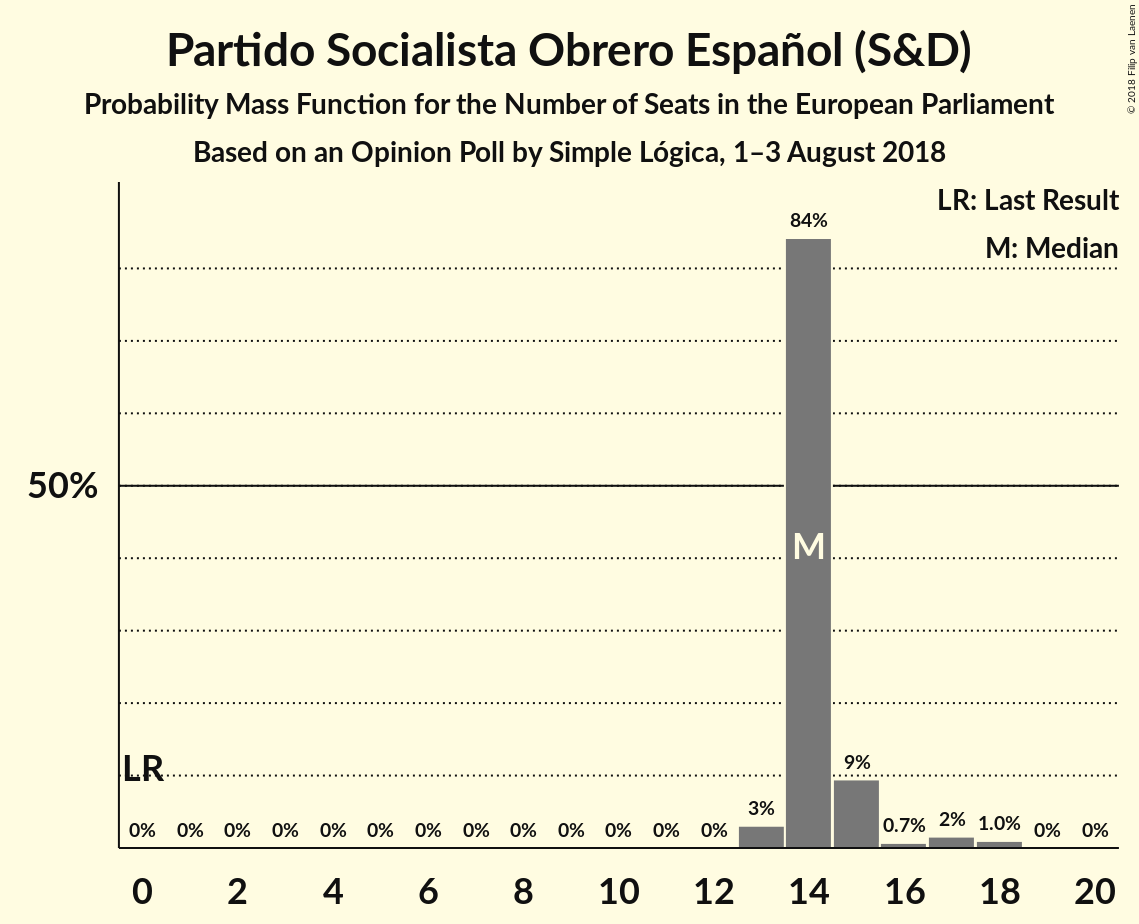 Partido Socialista Obrero Español (S&D)
Probability Mass Function for the Number of Seats in the European Parliament
Based on an Opinion Poll by Simple Lógica, 1–3 August 2018
© 2018 Filip van Laenen
LR: Last Result
M: Median
84%
50%
M
LR
9%
3%
0% 0% 0% 0% 0% 0% 0% 0% 0% 0% 0% 0% 0% 0.7% 2% 1.0% 0% 0%
0 2 4 6 8 10 12 14 16 18 20